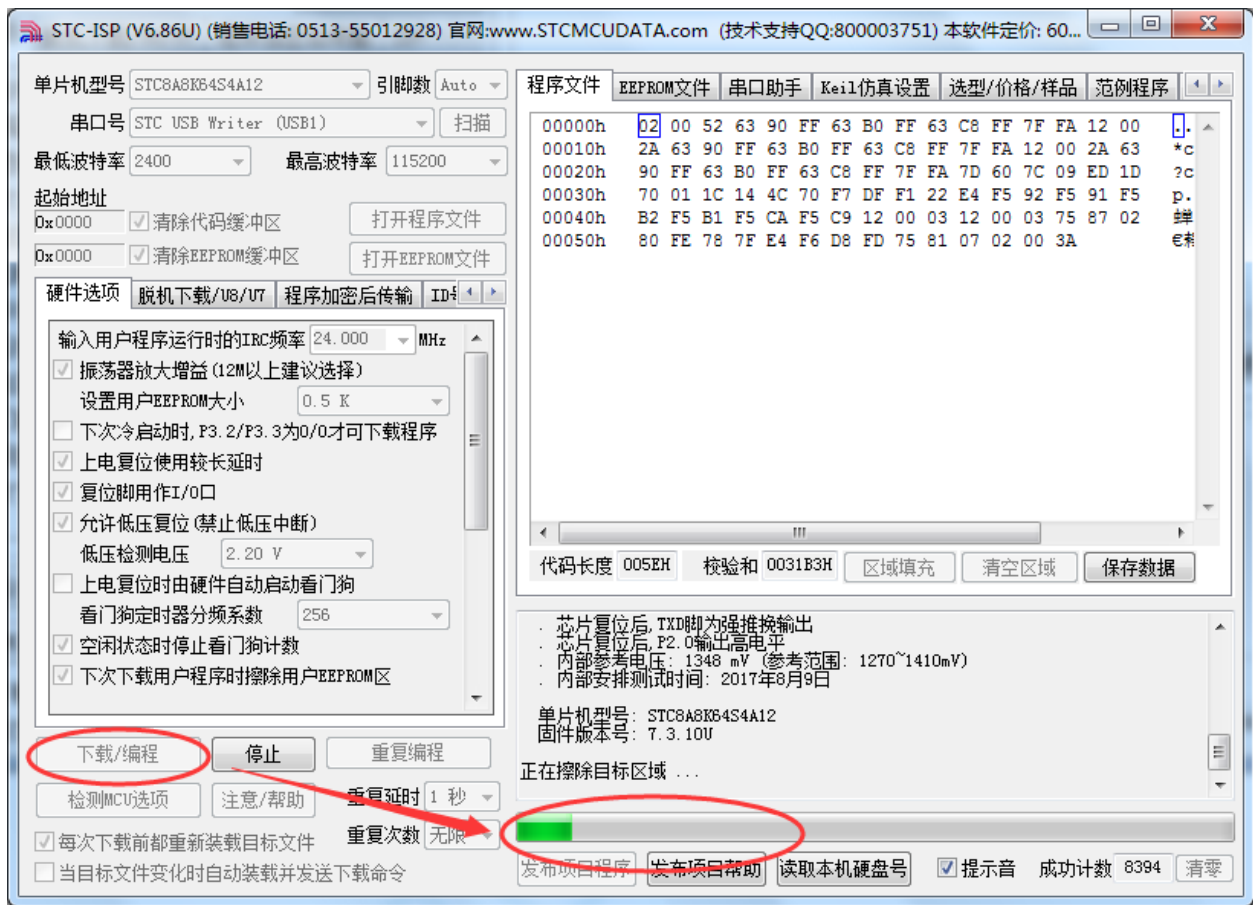 STC-ISP (V6.86U) (销售电话: 0513-55012928) 官网:www.STCMCUDATA.com (技术支持QQ:800003751) 本软件定价: 60...
单片机型号 STC8A8K64S4A12 引脚数 Auto
串口号 STC USB Writer (USB1) 扫描
最低波特率 2400 最高波特率 115200
起始地址
0x0000 清除代码缓冲区 打开程序文件
0x0000 清除EEPROM缓冲区 打开EEPROM文件
硬件选项 脱机下载/U8/U7 程序加密后传输
输入用户程序运行时的IRC频率 24.000 MHz
振荡器放大增益(12M以上建议选择)
设置用户EEPROM大小 0.5 K
下次冷启动时,P3.2/P3.3为0/0才可下载程序
上电复位使用较长延时
复位脚用作I/O口
允许低压复位(禁止低压中断)
低压检测电压 2.20 V
上电复位时由硬件自动启动看门狗
看门狗定时器分频系数 256
空闲状态时停止看门狗计数
下次下载用户程序时擦除用户EEPROM区
下载/编程 停止 重复编程
检测MCU选项 注意/帮助 重复延时 1 秒
每次下载前都重新装载目标文件 重复次数 无限
当目标文件变化时自动装载并发送下载命令
程序文件 EEPROM文件 串口助手 Keil仿真设置 选型/价格/样品 范例程序
00000h 02 00 52 63 90 FF 63 B0 FF 63 C8 FF 7F FA 12 00 ..
00010h 2A 63 90 FF 63 B0 FF 63 C8 FF 7F FA 12 00 2A 63 *c
00020h 90 FF 63 B0 FF 63 C8 FF 7F FA 7D 60 7C 09 ED 1D ?c
00030h 70 01 1C 14 4C 70 F7 DF F1 22 E4 F5 92 F5 91 F5 p.
00040h B2 F5 B1 F5 CA F5 C9 12 00 03 12 00 03 75 87 02
00050h 80 FE 78 7F E4 F6 D8 FD 75 81 07 02 00 3A
代码长度 005EH 校验和 0031B3H 区域填充 清空区域 保存数据
. 芯片复位后,TXD脚为强推挽输出
. 芯片复位后,P2.0输出高电平
. 内部参考电压: 1348 mV (参考范围: 1270~1410mV)
. 内部安排测试时间: 2017年8月9日
单片机型号: STC8A8K64S4A12
固件版本号: 7.3.10U
正在擦除目标区域 ...
发布项目程序 发布项目帮助 读取本机硬盘号 提示音 成功计数 8394 清零